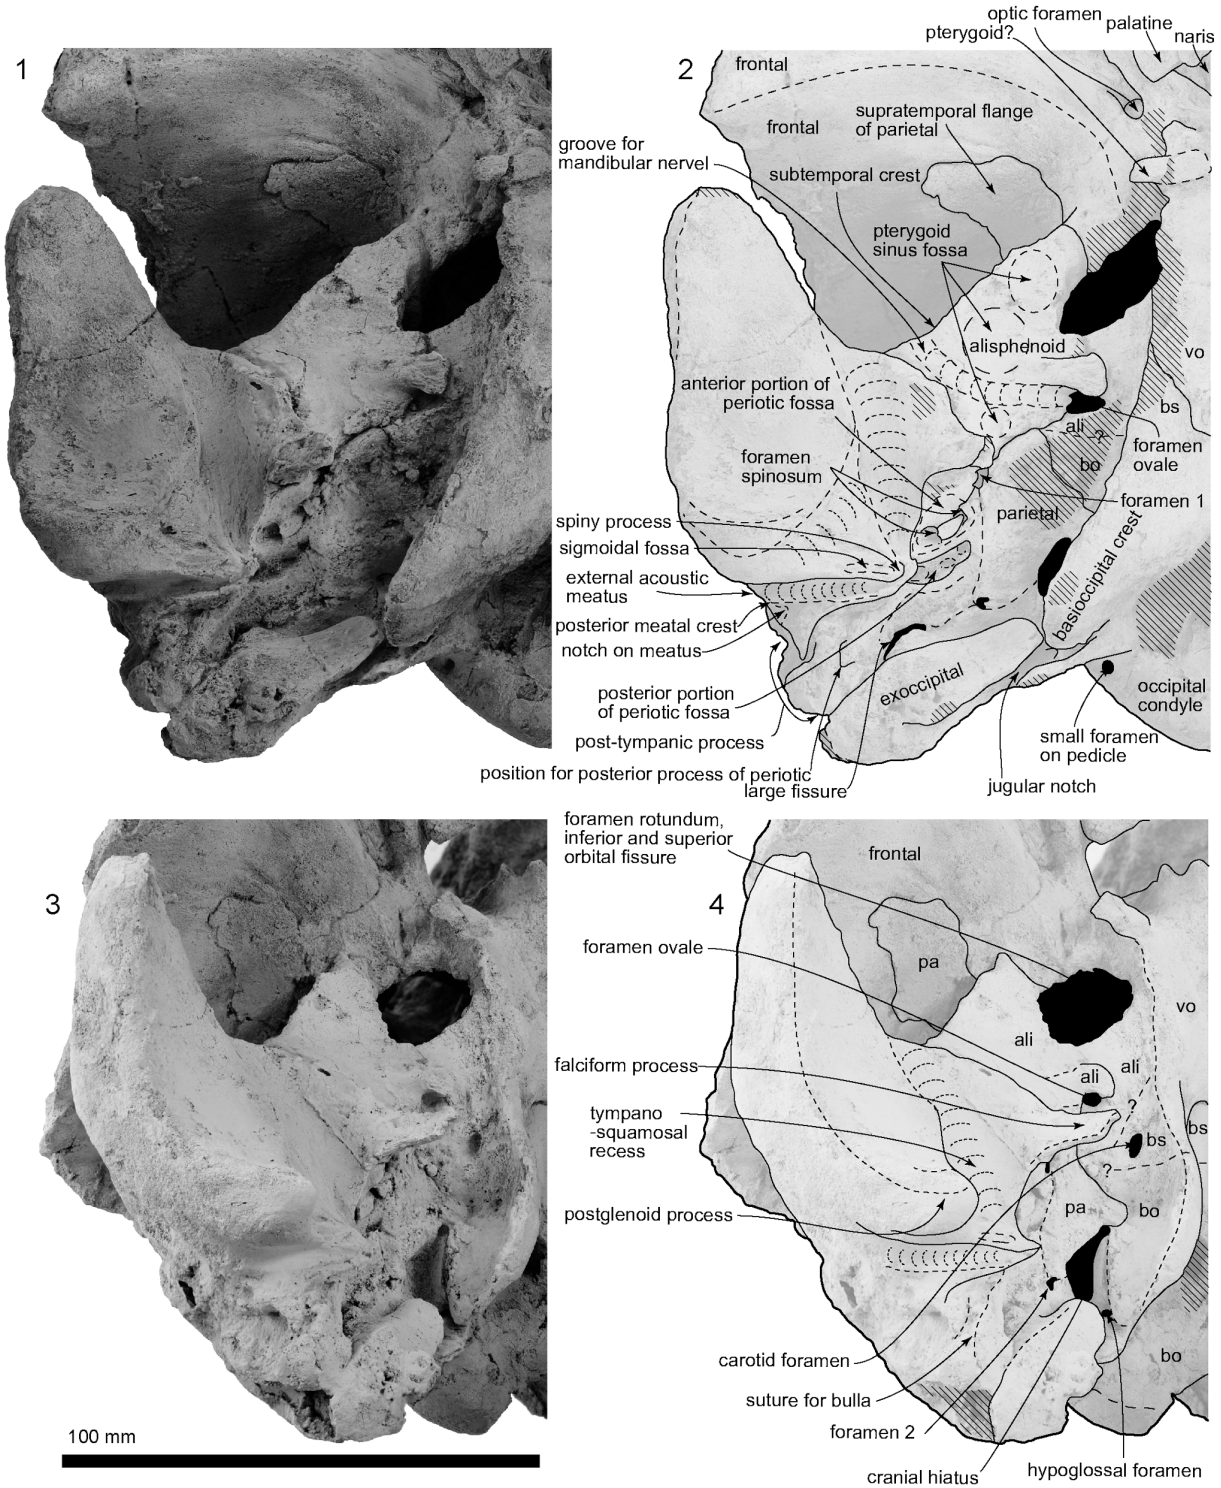 1
2
optic foramen
pterygoid?
palatine
naris
frontal
frontal
supratemporal flange
of parietal
groove for
mandibular nervel
subtemporal crest
pterygoid
sinus fossa
alisphenoid
vo
anterior portion of
periotic fossa
bs
ali
?
bo
foramen
ovale
foramen
spinosum
foramen 1
parietal
spiny process
sigmoidal fossa
external acoustic
meatus
basioccipital crest
posterior meatal crest
notch on meatus
exoccipital
posterior portion
of periotic fossa
occipital
condyle
post-tympanic process
small foramen
on pedicle
position for posterior process of periotic
large fissure
jugular notch
3
4
foramen rotundum,
inferior and superior
orbital fissure
frontal
foramen ovale
pa
vo
ali
falciform process
ali
ali
?
tympano
-squamosal
recess
bs
bs
?
postglenoid process
pa
bo
carotid foramen
bo
suture for bulla
foramen 2
cranial hiatus
hypoglossal foramen
100 mm